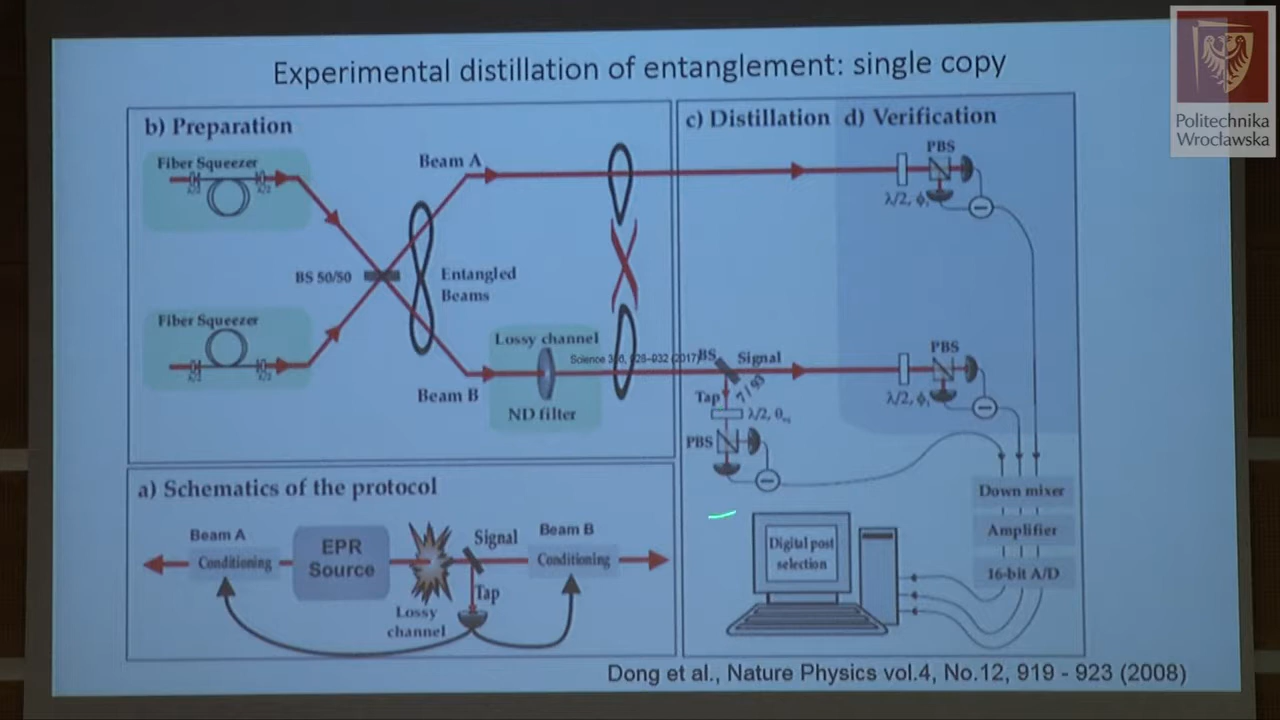 Politechnika
Wrocławska
Experimental distillation of entanglement: single copy
b) Preparation
Fiber Squeezer
Beam A
BS 50/50
Entangled
Beams
Fiber Squeezer
Lossy channel
Beam B
ND filter
c) Distillation
d) Verification
PBS
BS
Signal
7 / 93
Tap
PBS
PBS
Down mixer
Amplifier
16-bit A/D
Digital post
selection
a) Schematics of the protocol
Beam A
Conditioning
EPR
Source
Lossy
channel
Signal
Tap
Beam B
Conditioning
Dong et al., Nature Physics vol.4, No.12, 919 - 923 (2008)